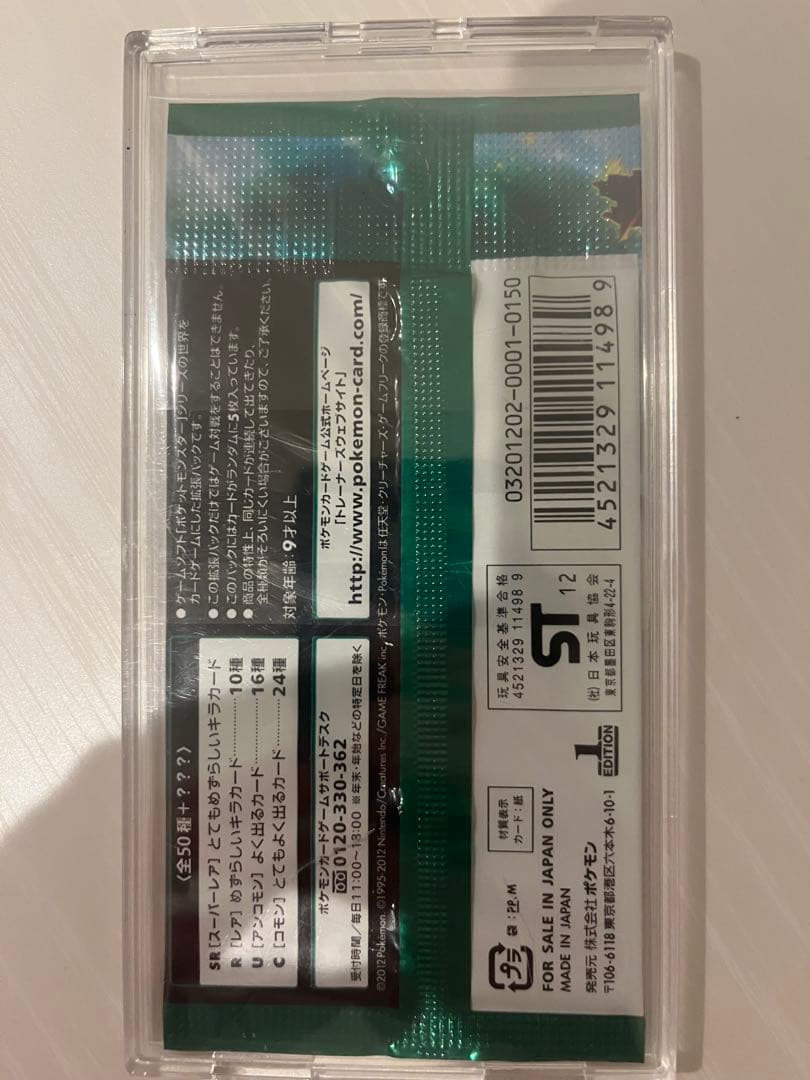 ●ゲームソフト「ポケットモンスター」シリーズの世界を
カードゲームにした拡張パックです。
●この拡張パックだけではゲーム対戦をすることはできません。
●このパックにはカードがランダムに5枚入っています。
●商品の特性上、同じカードが連続して出てきたり、
全種類がそろいにくい場合がございますので、ご了承ください。
対象年齢:9才以上
〈全50種+???〉
SR[スーパーレア]とてもめずらしいキラカード
R[レア]めずらしいキラカード…………10種
U[アンコモン]よく出るカード…………16種
C[コモン]とてもよく出るカード………24種
ポケモンカードゲーム公式ホームページ
「トレーナーズウェブサイト」
http://www.pokemon-card.com/
ポケモンカードゲームサポートデスク
0120-330-362
受付時間/毎日11:00~18:00 ※年末・年始などの特定日を除く
©2012 Pokémon. ©1995-2012 Nintendo/Creatures Inc./GAME FREAK inc. ポケモン・Pokémonは任天堂・クリーチャーズ・ゲームフリークの登録商標です。
03201202-0001-0150
4521329114989
玩具安全基準合格
4521329 11498 9
ST 12
(社)日本玩具協会
東京都墨田区東駒形4-22-4
1 EDITION
材質表示
カード:紙
プラ
袋:PP,M
FOR SALE IN JAPAN ONLY
MADE IN JAPAN
発売元 株式会社ポケモン
〒106-6118 東京都港区六本木6-10-1